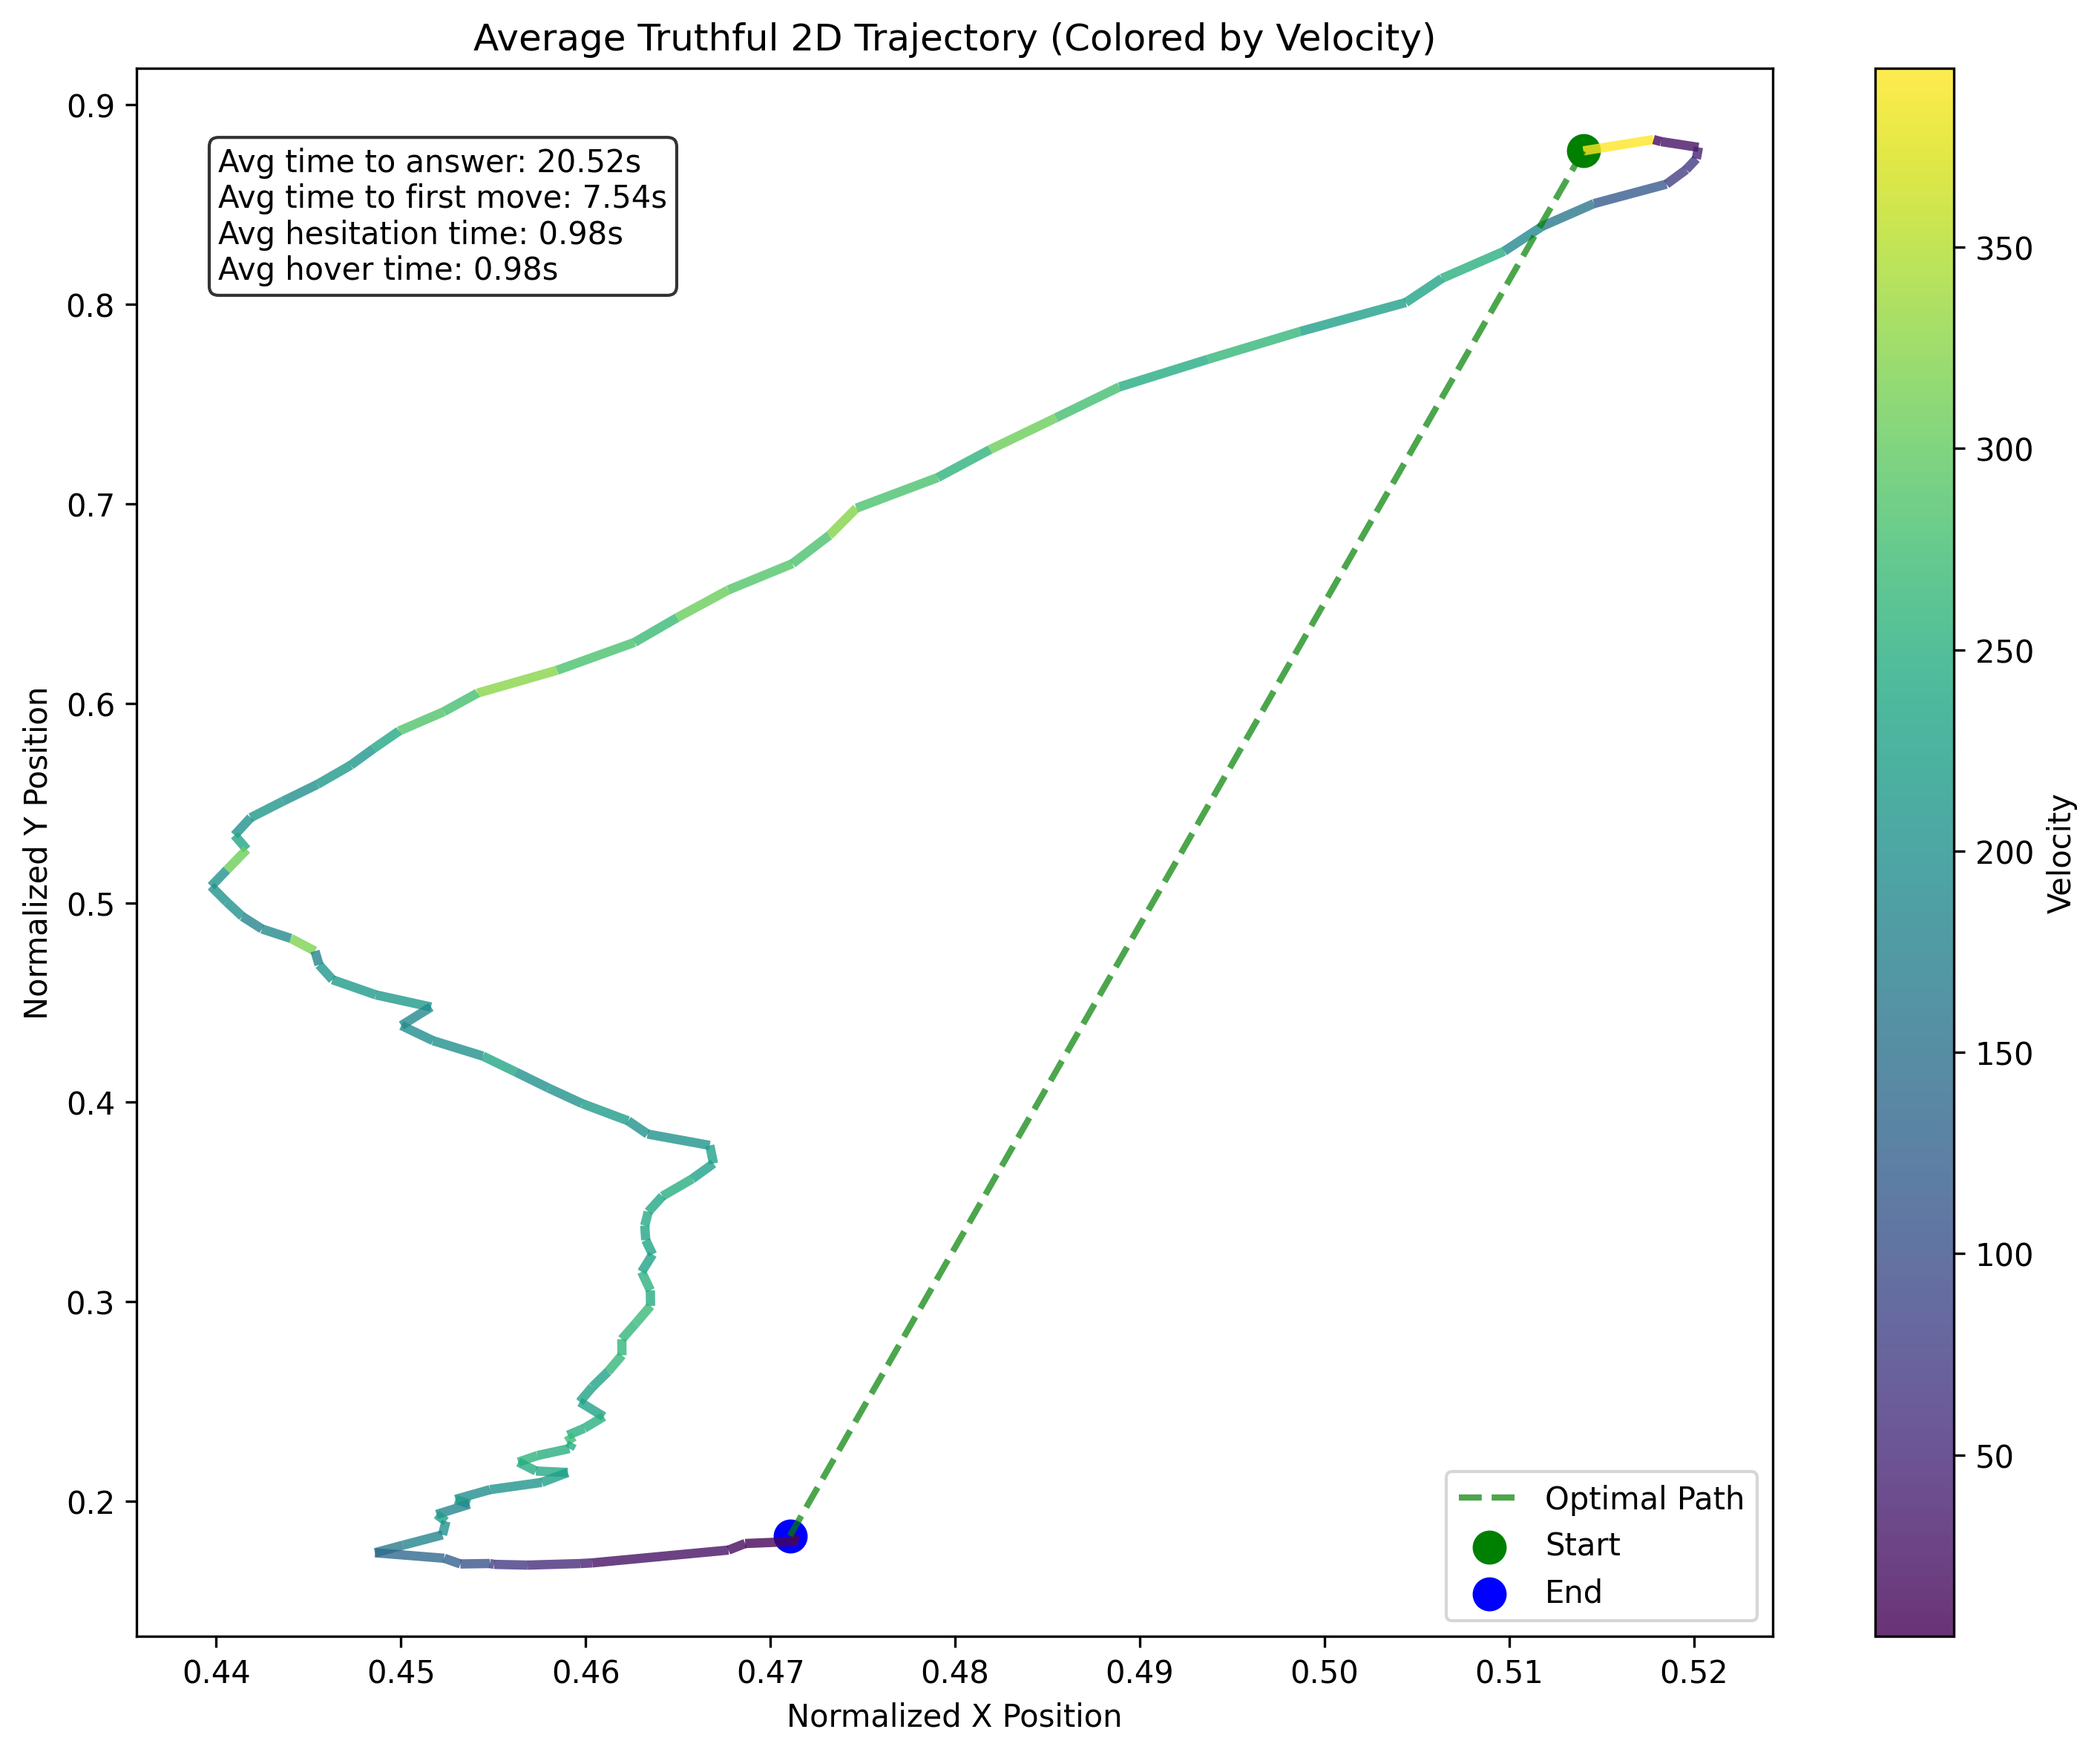 Average Truthful 2D Trajectory (Colored by Velocity)
Avg time to answer: 20.52s
Avg time to first move: 7.54s
Avg hesitation time: 0.98s
Avg hover time: 0.98s
0.9
0.8
0.7
0.6
0.5
0.4
0.3
0.2
Normalized Y Position
0.44
0.45
0.46
0.47
0.48
0.49
0.50
0.51
0.52
Normalized X Position
Optimal Path
Start
End
350
300
250
200
150
100
50
Velocity